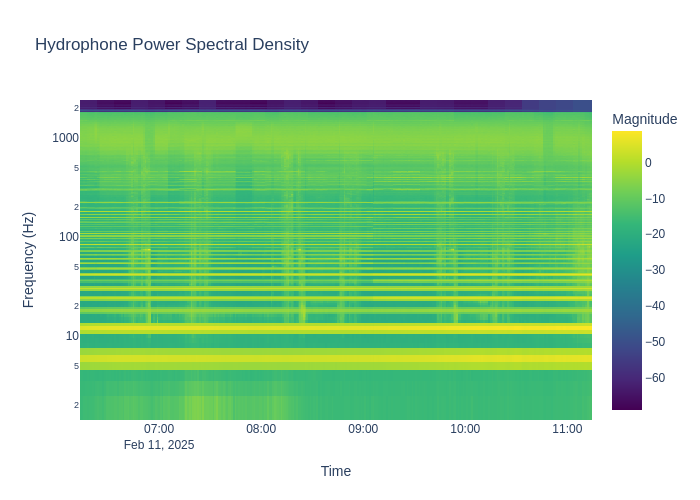 Hydrophone Power Spectral Density
Magnitude
2
1000
5
2
100
5
2
10
5
2
Frequency (Hz)
0
−10
−20
−30
−40
−50
−60
07:00 08:00 09:00 10:00 11:00
Feb 11, 2025
Time